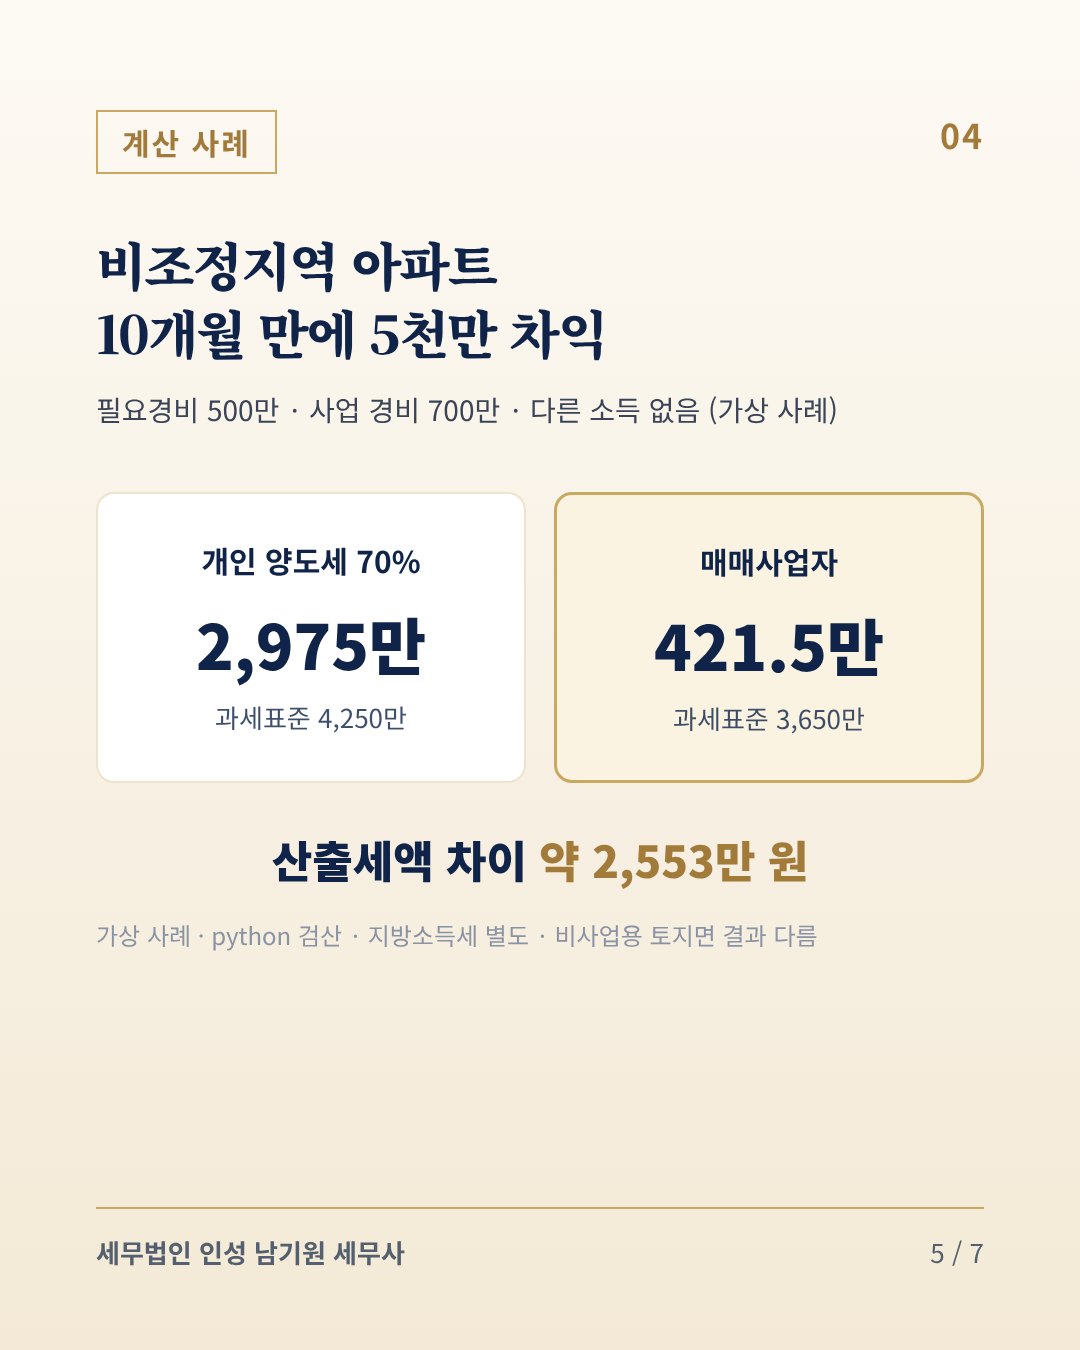 계산 사례
04
비조정지역 아파트
10개월 만에 5천만 차익
필요경비 500만 · 사업 경비 700만 · 다른 소득 없음 (가상 사례)
개인 양도세 70%
2,975만
과세표준 4,250만
매매사업자
421.5만
과세표준 3,650만
산출세액 차이 약 2,553만 원
가상 사례 · python 검산 · 지방소득세 별도 · 비사업용 토지면 결과 다름
세무법인 인성 남기원 세무사
5 / 7